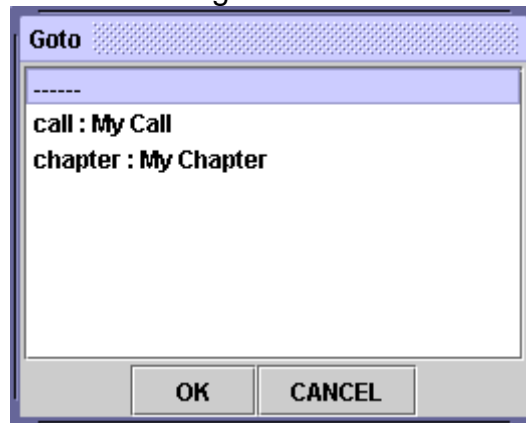 Goto
------
call : My Call
chapter : My Chapter
OK CANCEL